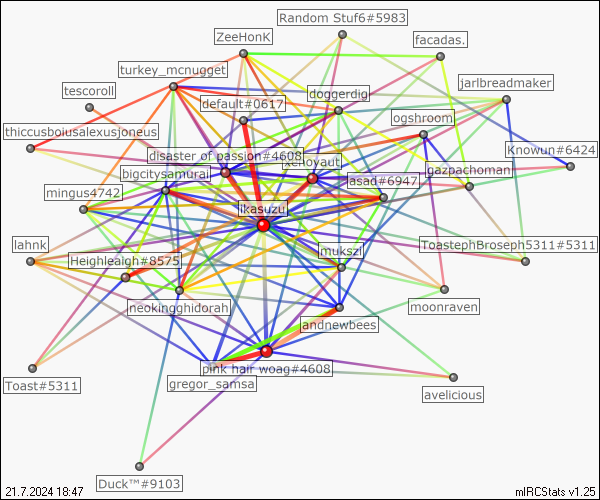 Random Stuf6#5983
ZeeHonK
facadas.
turkey_mcnugget
jarlbreadmaker
tescoroll
doggerdig
default#0617
ogshroom
thiccusboiusalexusjoneus
Knowun#6424
disaster of passion#4608
xenoyaut
gazpachoman
bigcitysamurai
asad#6947
mingus4742
ikasuzu
lahnk
ToastephBroseph5311#5311
mukszi
Heighleaigh#8575
neokingghidorah
moonraven
andnewbees
pink hair woag#4608
gregor_samsa
Toast#5311
avelicious
Duck™#9103
21.7.2024 18:47
mIRCStats v1.25